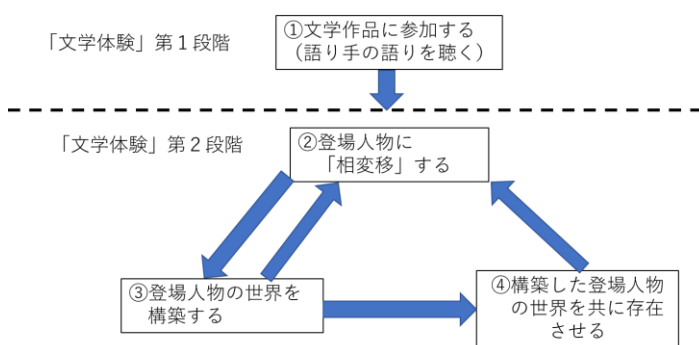 「文学体験」第1段階
①文学作品に参加する
（語り手の語りを聴く）
「文学体験」第2段階
②登場人物に
「相変移」する
③登場人物の世界を
構築する
④構築した登場人物
の世界を共に存在
させる